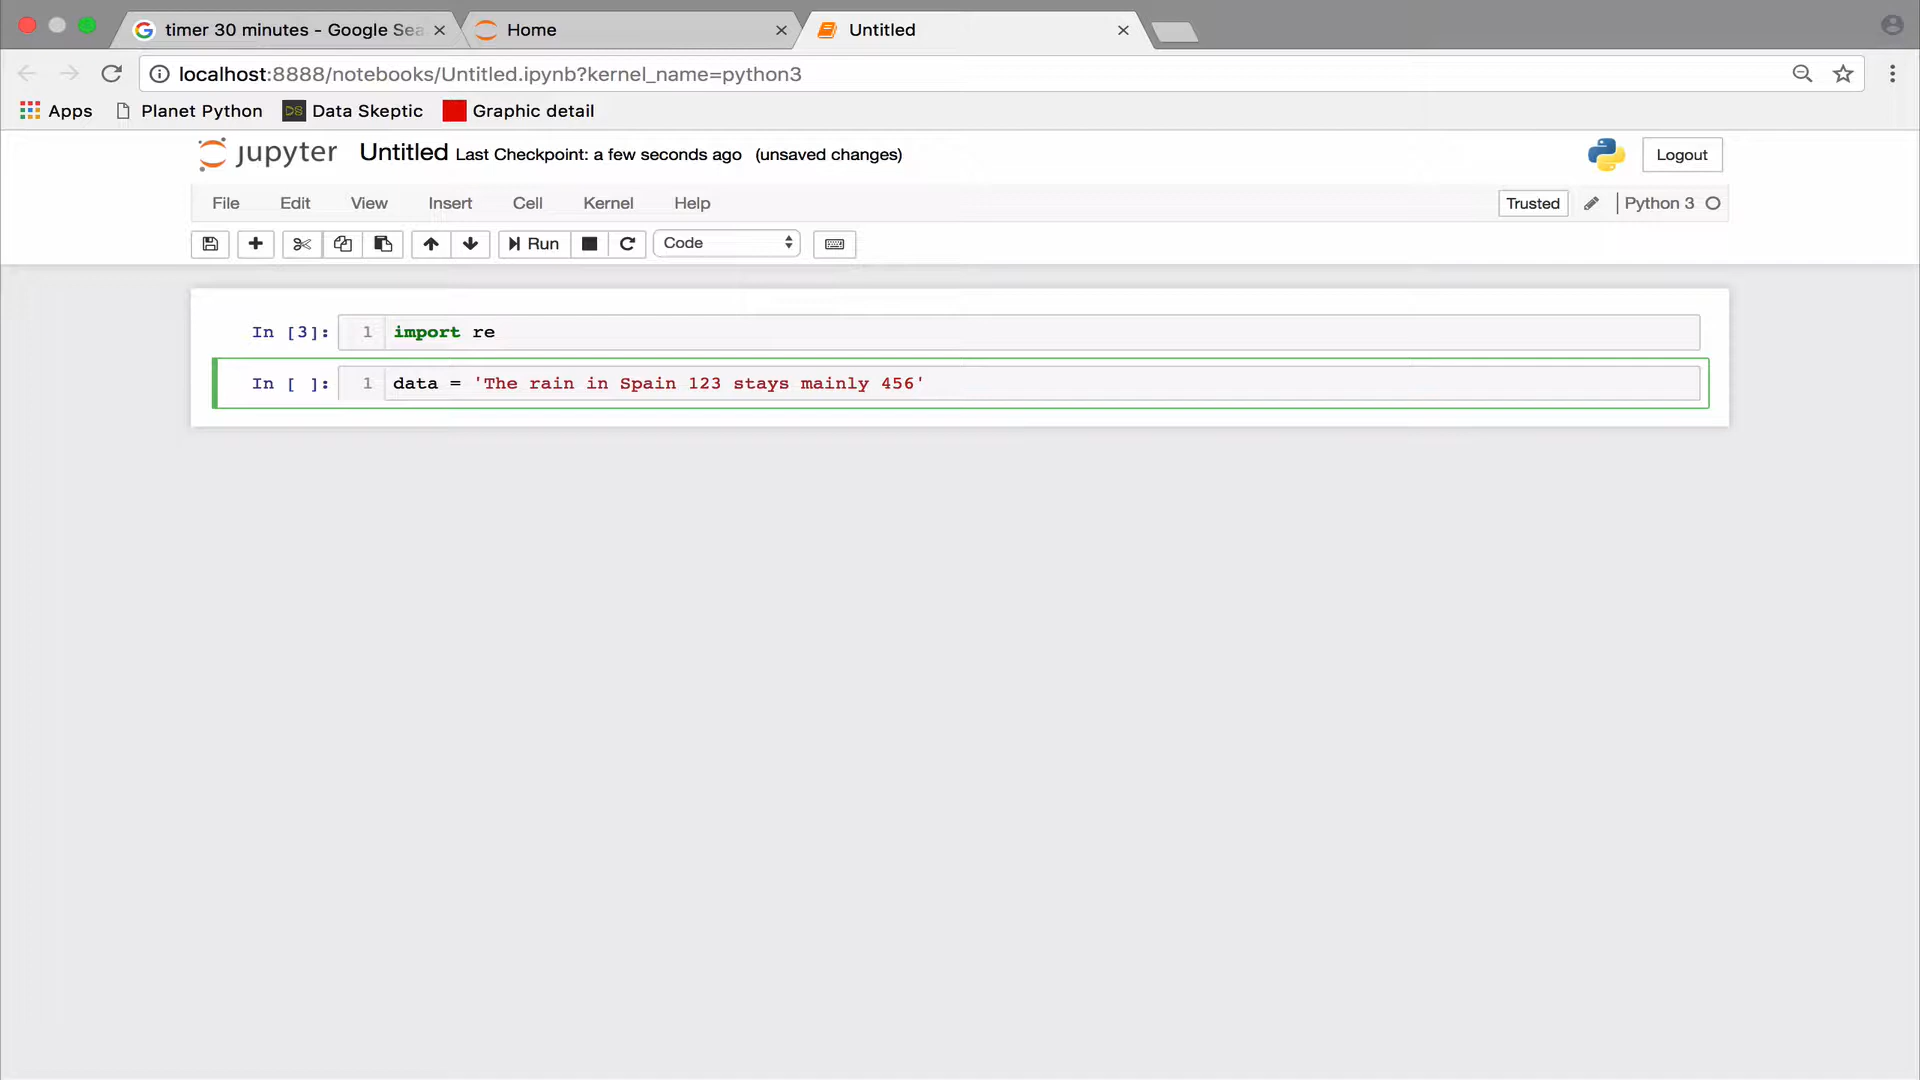 timer 30 minutes - Google Sea
Home
Untitled
localhost:8888/notebooks/Untitled.ipynb?kernel_name=python3
Apps
Planet Python
DS Data Skeptic
Graphic detail
jupyter Untitled Last Checkpoint: a few seconds ago (unsaved changes)
Logout
File Edit View Insert Cell Kernel Help
Trusted
Python 3
Run
Code
In [3]: 1 import re
In [ ]: 1 data = 'The rain in Spain 123 stays mainly 456'